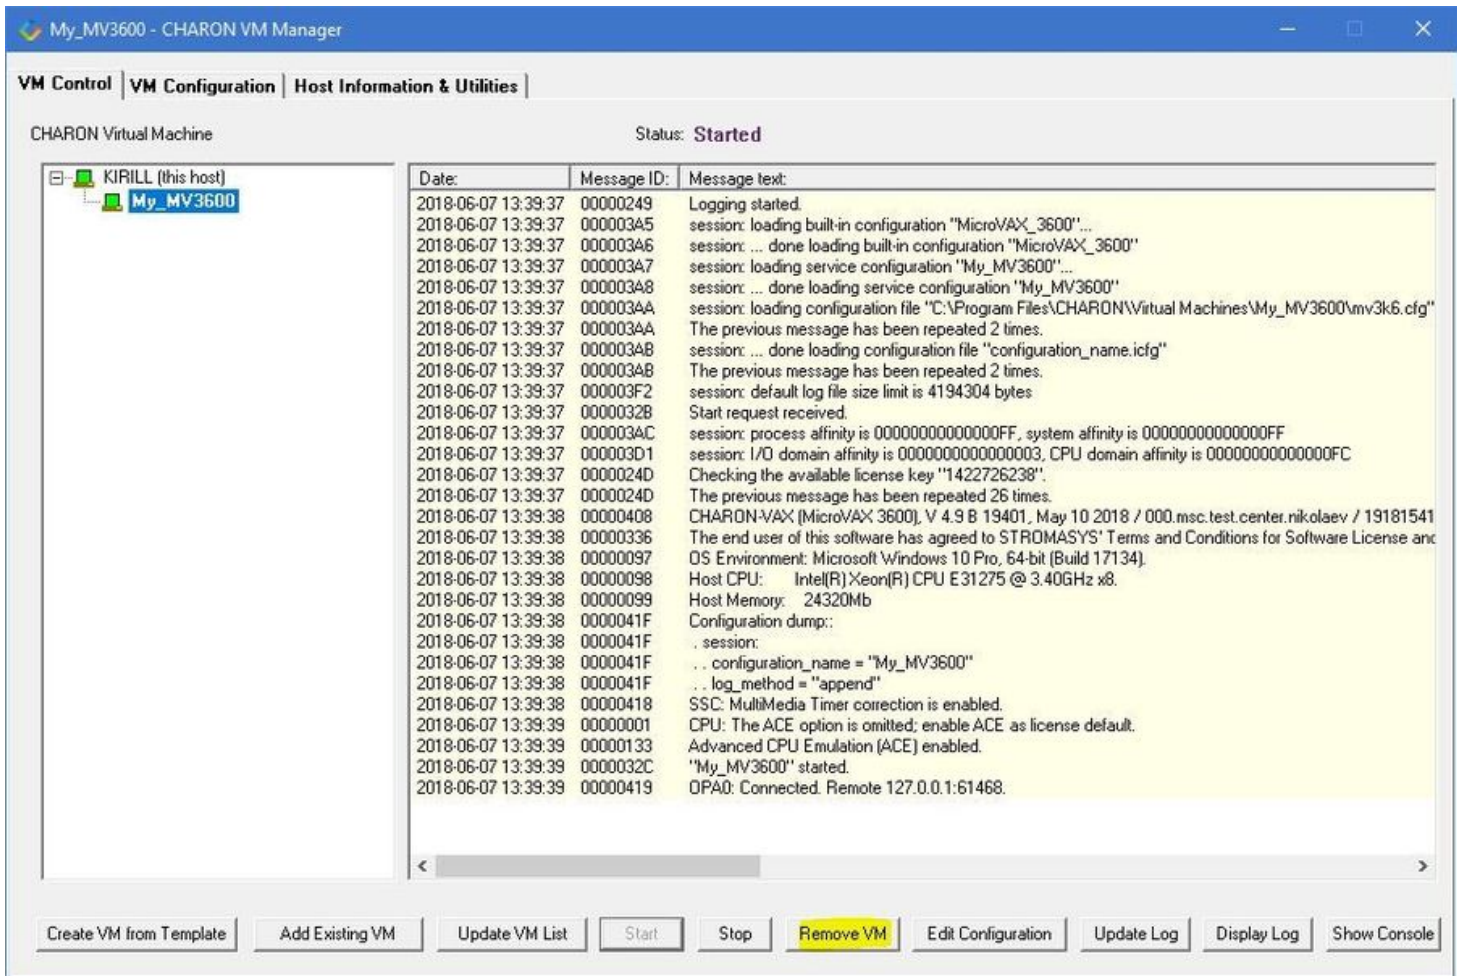 My_MV3600 - CHARON VM Manager
VM Control VM Configuration Host Information & Utilities
CHARON Virtual Machine Status: Started
KIRILL (this host)
My_MV3600
Date: Message ID: Message text:
2018-06-07 13:39:37 00000249 Logging started.
2018-06-07 13:39:37 000003A5 session: loading built-in configuration "MicroVAX_3600"...
2018-06-07 13:39:37 000003A6 session: ... done loading built-in configuration "MicroVAX_3600"
2018-06-07 13:39:37 000003A7 session: loading service configuration "My_MV3600"...
2018-06-07 13:39:37 000003A8 session: ... done loading service configuration "My_MV3600"
2018-06-07 13:39:37 000003AA session: loading configuration file "C:\Program Files\CHARON\Virtual Machines\My_MV3600\mv3k6.cfg"
2018-06-07 13:39:37 000003AA The previous message has been repeated 2 times.
2018-06-07 13:39:37 000003AB session: ... done loading configuration file "configuration_name.icfg"
2018-06-07 13:39:37 000003AB The previous message has been repeated 2 times.
2018-06-07 13:39:37 000003F2 session: default log file size limit is 4194304 bytes
2018-06-07 13:39:37 0000032B Start request received.
2018-06-07 13:39:37 000003AC session: process affinity is 00000000000000FF, system affinity is 00000000000000FF
2018-06-07 13:39:37 000003D1 session: I/O domain affinity is 0000000000000003, CPU domain affinity is 00000000000000FC
2018-06-07 13:39:37 0000024D Checking the available license key "1422726238".
2018-06-07 13:39:37 0000024D The previous message has been repeated 26 times.
2018-06-07 13:39:38 00000408 CHARON-VAX (MicroVAX 3600), V 4.9 B 19401, May 10 2018 / 000.msc.test.center.nikolaev / 19181541
2018-06-07 13:39:38 00000336 The end user of this software has agreed to STROMASYS' Terms and Conditions for Software License and
2018-06-07 13:39:38 00000097 OS Environment: Microsoft Windows 10 Pro, 64-bit (Build 17134).
2018-06-07 13:39:38 00000098 Host CPU: Intel(R) Xeon(R) CPU E31275 @ 3.40GHz x8.
2018-06-07 13:39:38 00000099 Host Memory: 24320Mb
2018-06-07 13:39:38 0000041F Configuration dump::
2018-06-07 13:39:38 0000041F . session:
2018-06-07 13:39:38 0000041F . . configuration_name = "My_MV3600"
2018-06-07 13:39:38 0000041F . . log_method = "append"
2018-06-07 13:39:38 00000418 SSC: MultiMedia Timer correction is enabled.
2018-06-07 13:39:39 00000001 CPU: The ACE option is omitted; enable ACE as license default.
2018-06-07 13:39:39 00000133 Advanced CPU Emulation (ACE) enabled.
2018-06-07 13:39:39 0000032C "My_MV3600" started.
2018-06-07 13:39:39 00000419 OPA0: Connected. Remote 127.0.0.1:61468.
Create VM from Template Add Existing VM Update VM List Start Stop Remove VM Edit Configuration Update Log Display Log Show Console